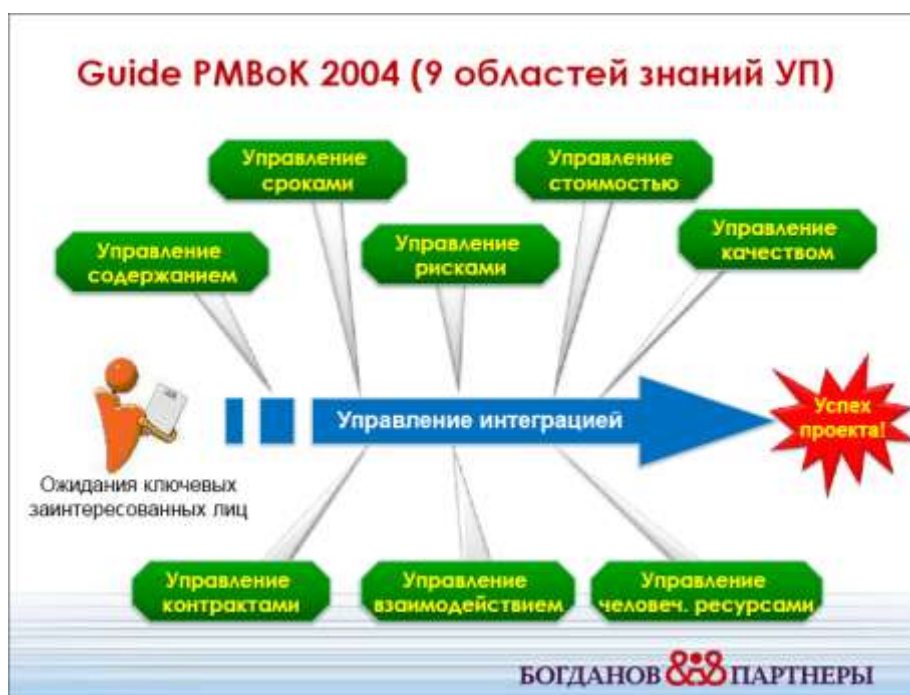 Guide PMBoK 2004 (9 областей знаний УП)
Управление
сроками
Управление
стоимостью
Управление
содержанием
Управление
рисками
Управление
качеством
Управление интеграцией
Успех
проекта!
Ожидания ключевых
заинтересованных лиц
Управление
контрактами
Управление
взаимодействием
Управление
человеч. ресурсами
БОГДАНОВ ПАРТНЕРЫ